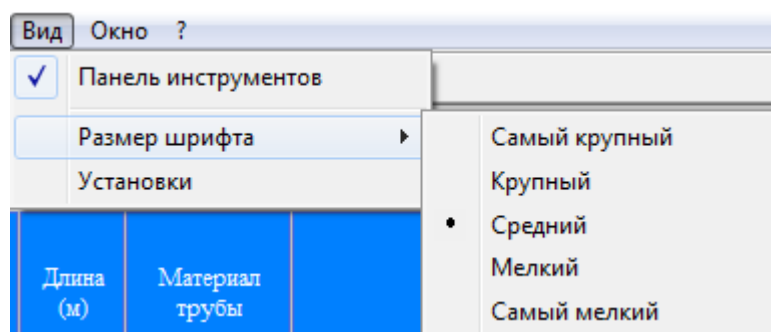 Вид Окно ?
Панель инструментов
Размер шрифта
Установки
Самый крупный
Крупный
Средний
Мелкий
Самый мелкий
Длина
(м)
Материал
трубы